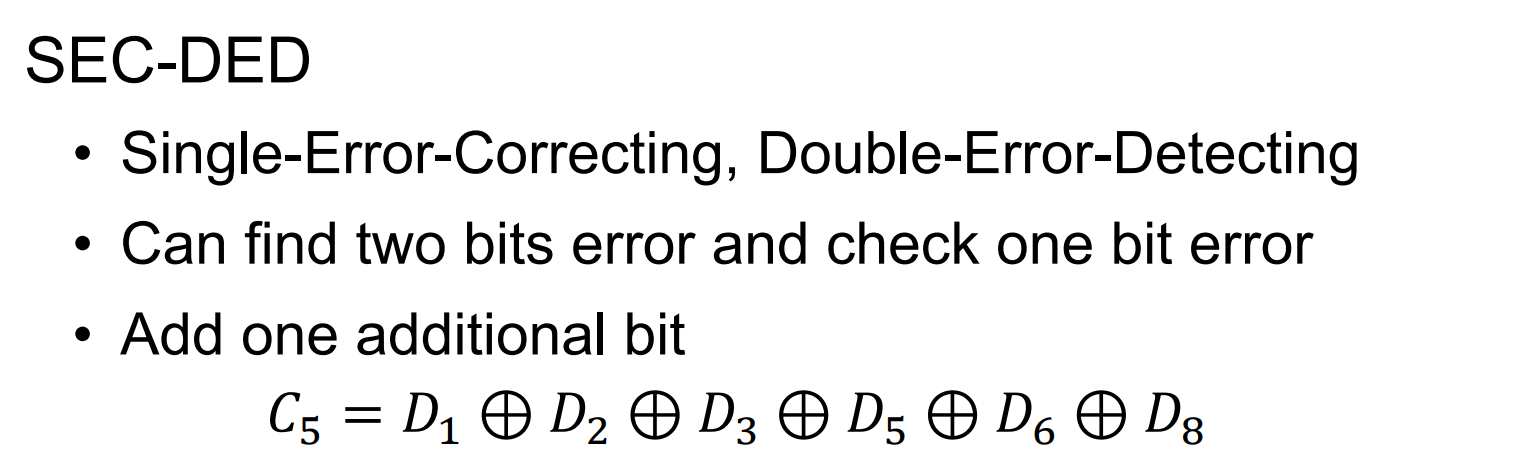 SEC-DED
• Single-Error-Correcting, Double-Error-Detecting
• Can find two bits error and check one bit error
• Add one additional bit
C₅ = D₁ ⊕ D₂ ⊕ D₃ ⊕ D₅ ⊕ D₆ ⊕ D₈